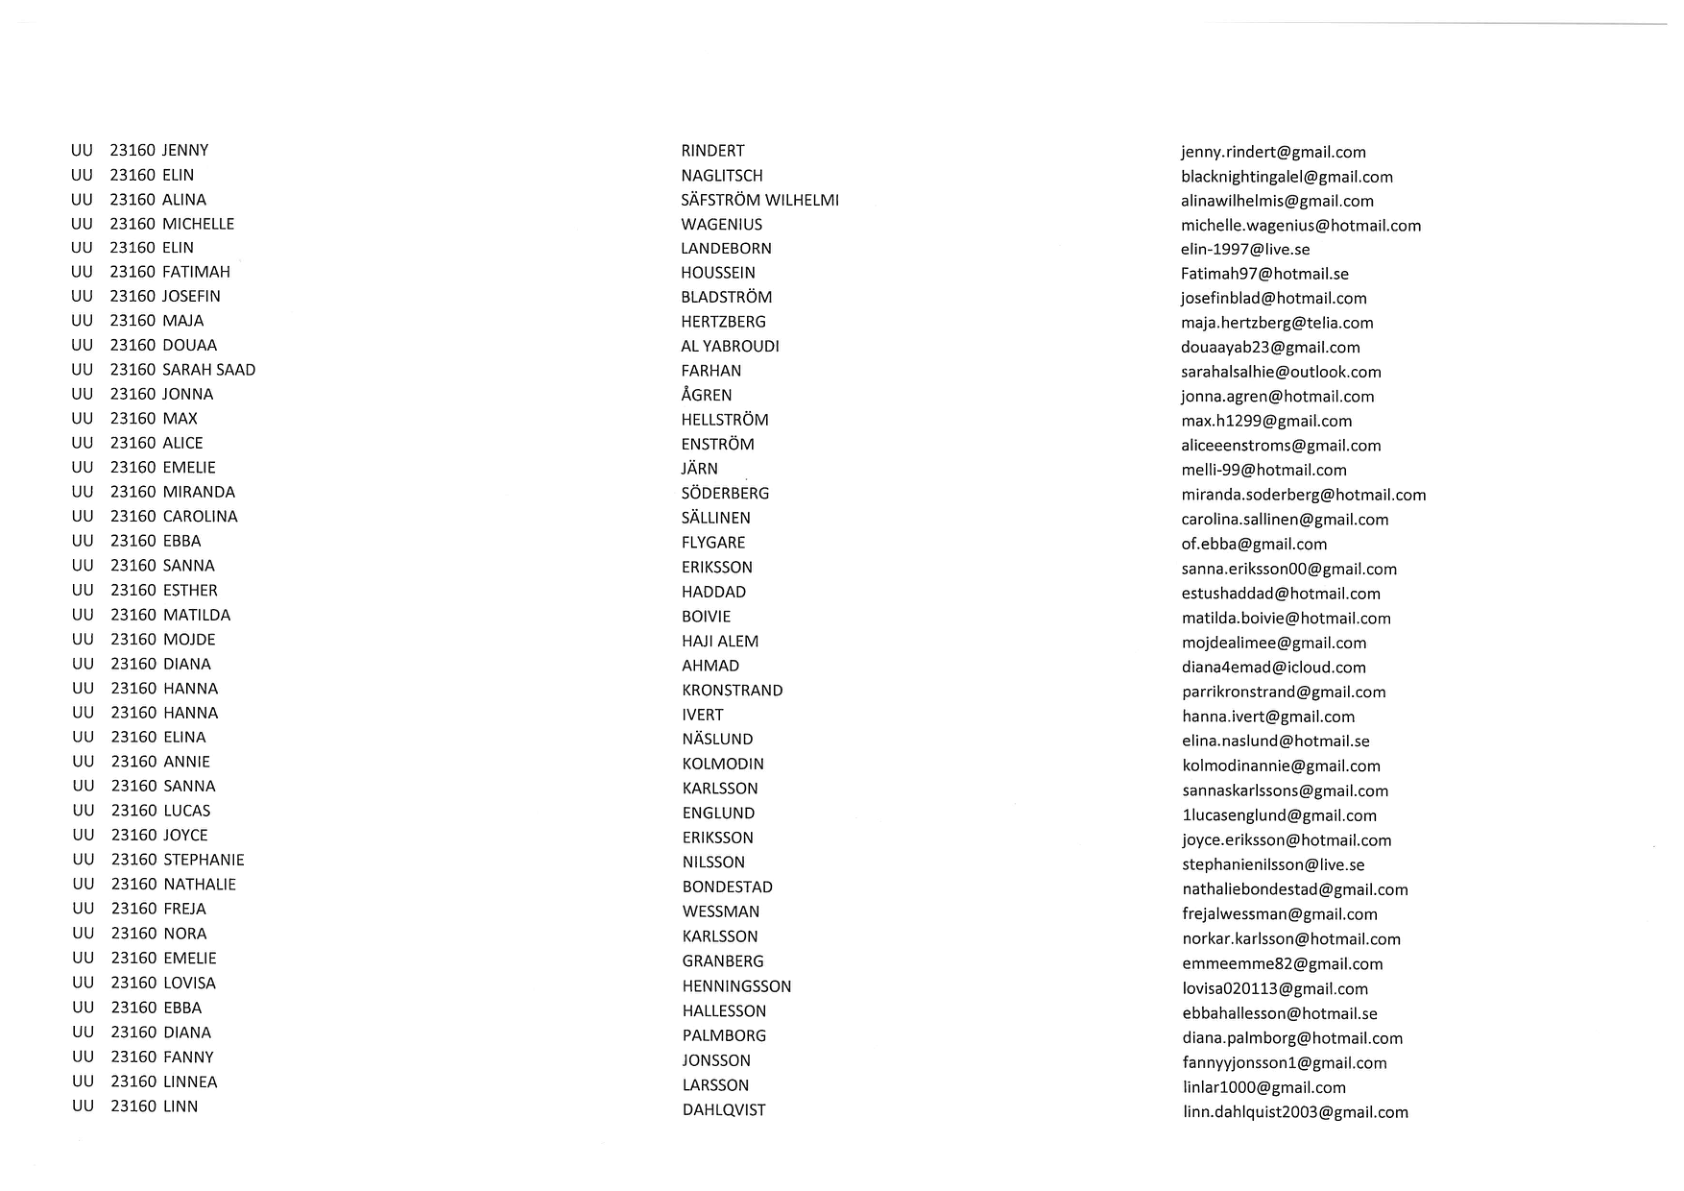 UU 23160 JENNY RINDERT jenny.rindert@gmail.com
UU 23160 ELIN NAGLITSCH blacknightingalel@gmail.com
UU 23160 ALINA SÄFSTRÖM WILHELMI alinawilhelmis@gmail.com
UU 23160 MICHELLE WAGENIUS michelle.wagenius@hotmail.com
UU 23160 ELIN LANDEBORN elin-1997@live.se
UU 23160 FATIMAH HOUSSEIN Fatimah97@hotmail.se
UU 23160 JOSEFIN BLADSTRÖM josefinblad@hotmail.com
UU 23160 MAJA HERTZBERG maja.hertzberg@telia.com
UU 23160 DOUAA AL YABROUDI douaayab23@gmail.com
UU 23160 SARAH SAAD FARHAN sarahalsalhie@outlook.com
UU 23160 JONNA ÅGREN jonna.agren@hotmail.com
UU 23160 MAX HELLSTRÖM max.h1299@gmail.com
UU 23160 ALICE ENSTRÖM aliceeenstroms@gmail.com
UU 23160 EMELIE JÄRN melli-99@hotmail.com
UU 23160 MIRANDA SÖDERBERG miranda.soderberg@hotmail.com
UU 23160 CAROLINA SÄLLINEN carolina.sallinen@gmail.com
UU 23160 EBBA FLYGARE of.ebba@gmail.com
UU 23160 SANNA ERIKSSON sanna.eriksson00@gmail.com
UU 23160 ESTHER HADDAD estushaddad@hotmail.com
UU 23160 MATILDA BOIVIE matilda.boivie@hotmail.com
UU 23160 MOJDE HAJI ALEM mojdealimee@gmail.com
UU 23160 DIANA AHMAD diana4emad@icloud.com
UU 23160 HANNA KRONSTRAND parrikronstrand@gmail.com
UU 23160 HANNA IVERT hanna.ivert@gmail.com
UU 23160 ELINA NÄSLUND elina.naslund@hotmail.se
UU 23160 ANNIE KOLMODIN kolmodinannie@gmail.com
UU 23160 SANNA KARLSSON sannaskarlssons@gmail.com
UU 23160 LUCAS ENGLUND 1lucasenglund@gmail.com
UU 23160 JOYCE ERIKSSON joyce.eriksson@hotmail.com
UU 23160 STEPHANIE NILSSON stephanienilsson@live.se
UU 23160 NATHALIE BONDESTAD nathaliebondestad@gmail.com
UU 23160 FREJA WESSMAN frejalwessman@gmail.com
UU 23160 NORA KARLSSON norkar.karlsson@hotmail.com
UU 23160 EMELIE GRANBERG emmeemme82@gmail.com
UU 23160 LOVISA HENNINGSSON lovisa020113@gmail.com
UU 23160 EBBA HALLESSON ebbahallesson@hotmail.se
UU 23160 DIANA PALMBORG diana.palmborg@hotmail.com
UU 23160 FANNY JONSSON fannyyjonsson1@gmail.com
UU 23160 LINNEA LARSSON linlar1000@gmail.com
UU 23160 LINN DAHLQVIST linn.dahlquist2003@gmail.com